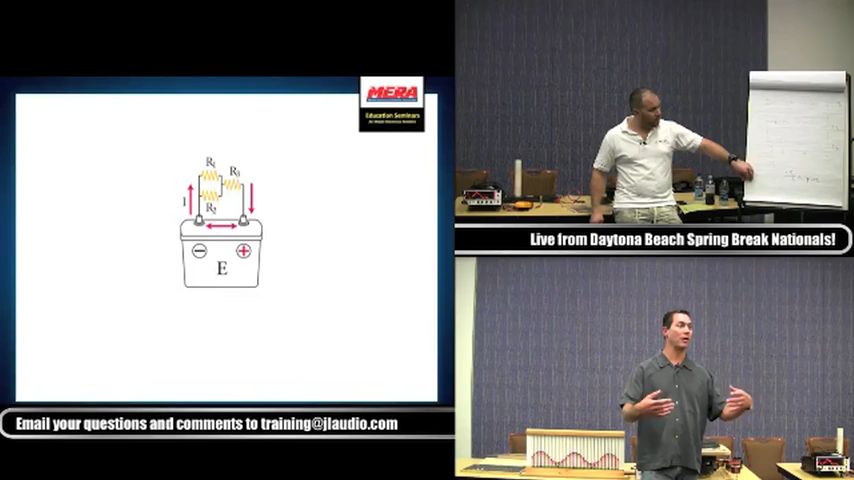 MERA
Education Seminars
R1
R3
I
R2
E
Email your questions and comments to training@jlaudio.com
Live from Daytona Beach Spring Break Nationals!